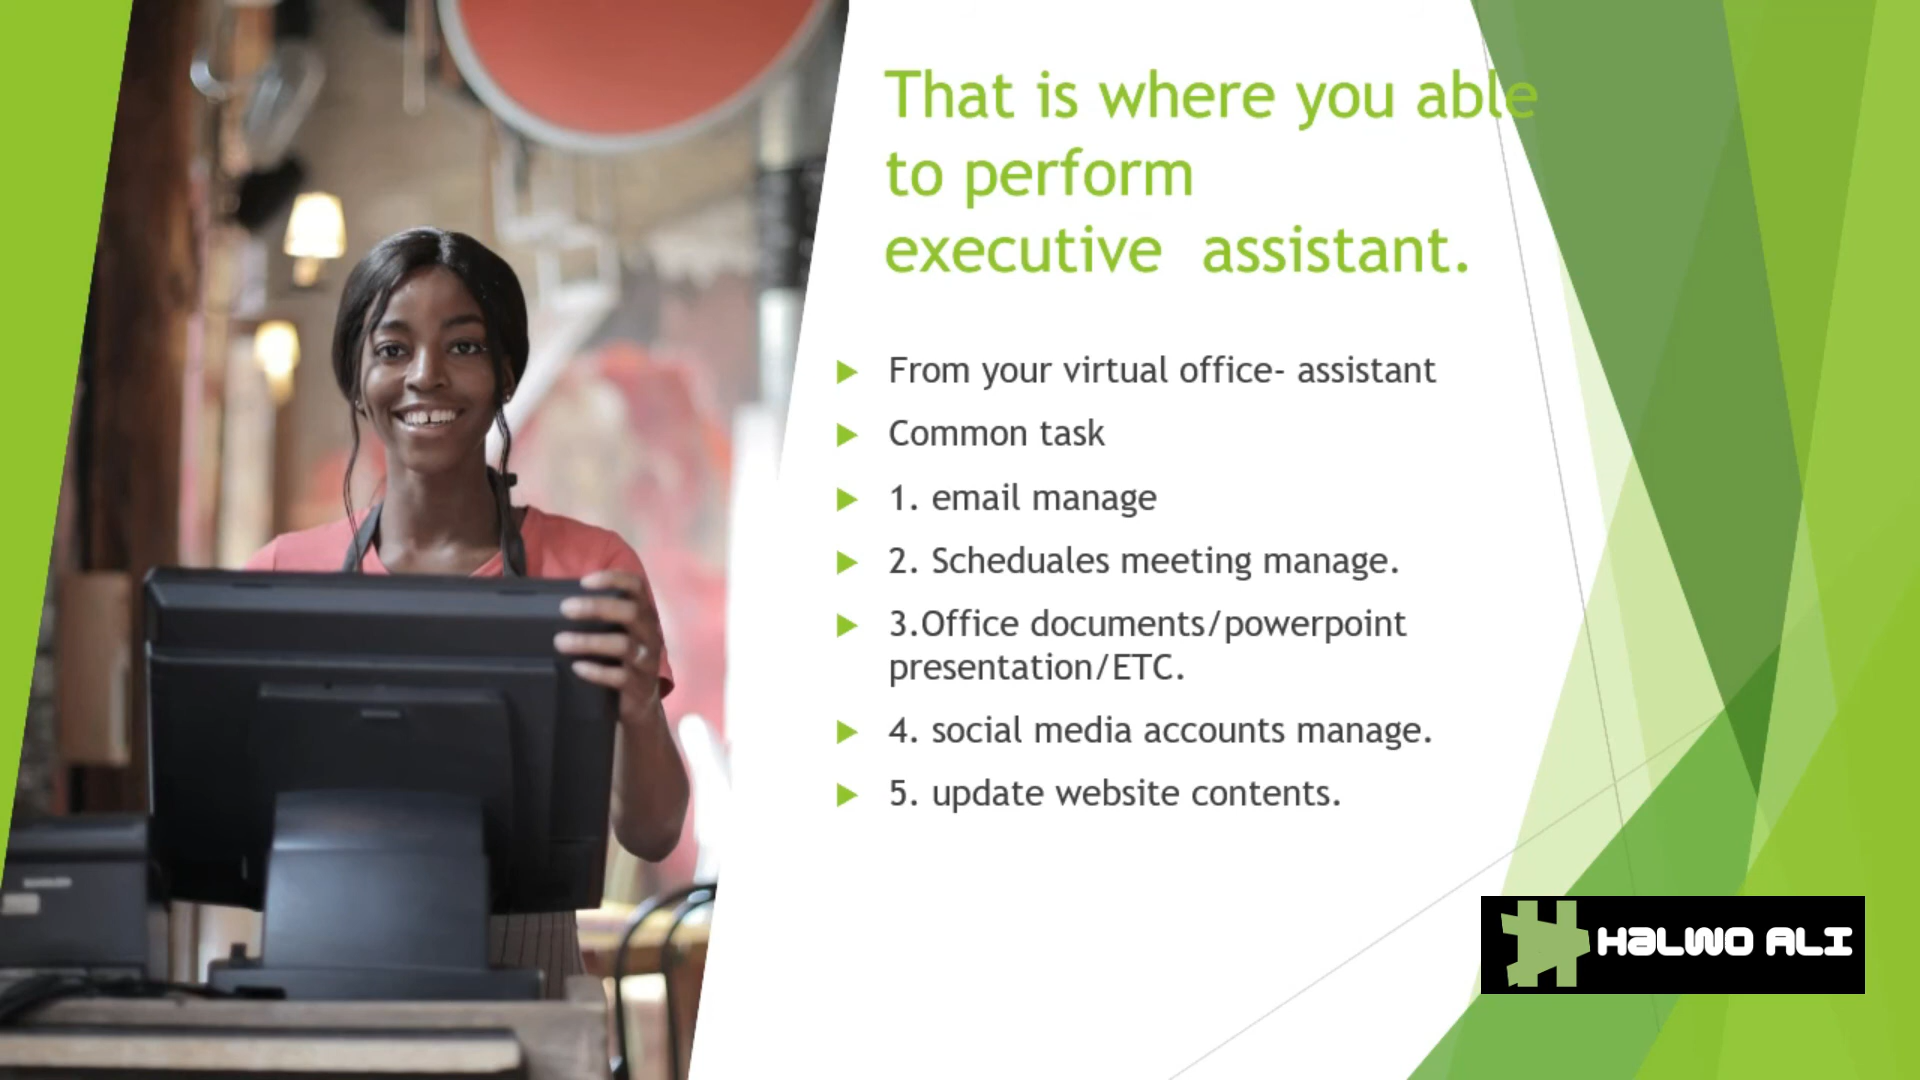 That is where you able
to perform
executive  assistant.
From your virtual office- assistant
Common task
1. email manage
2. Scheduales meeting manage.
3.Office documents/powerpoint
presentation/ETC.
4. social media accounts manage.
5. update website contents.
HALWO ALI